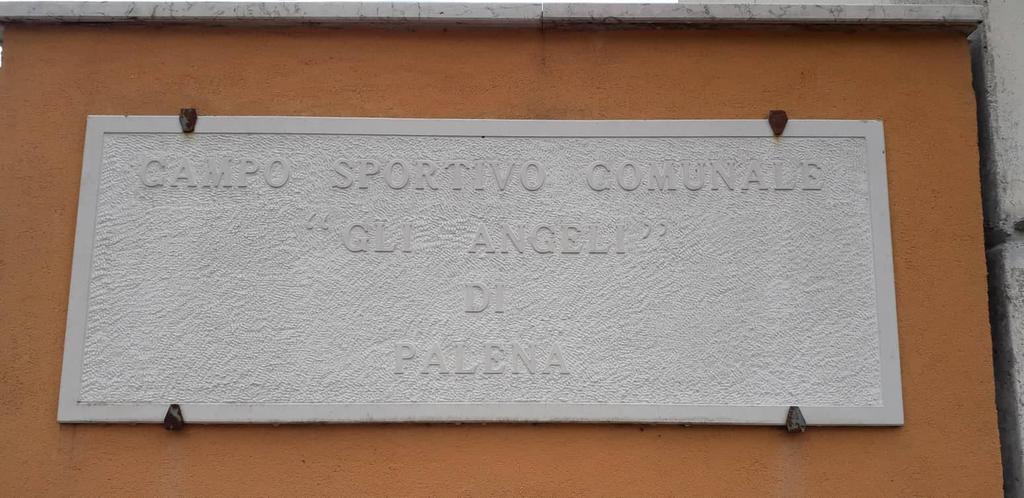 CAMPO SPORTIVO COMUNALE
“GLI ANGELI”
DI
PALENA